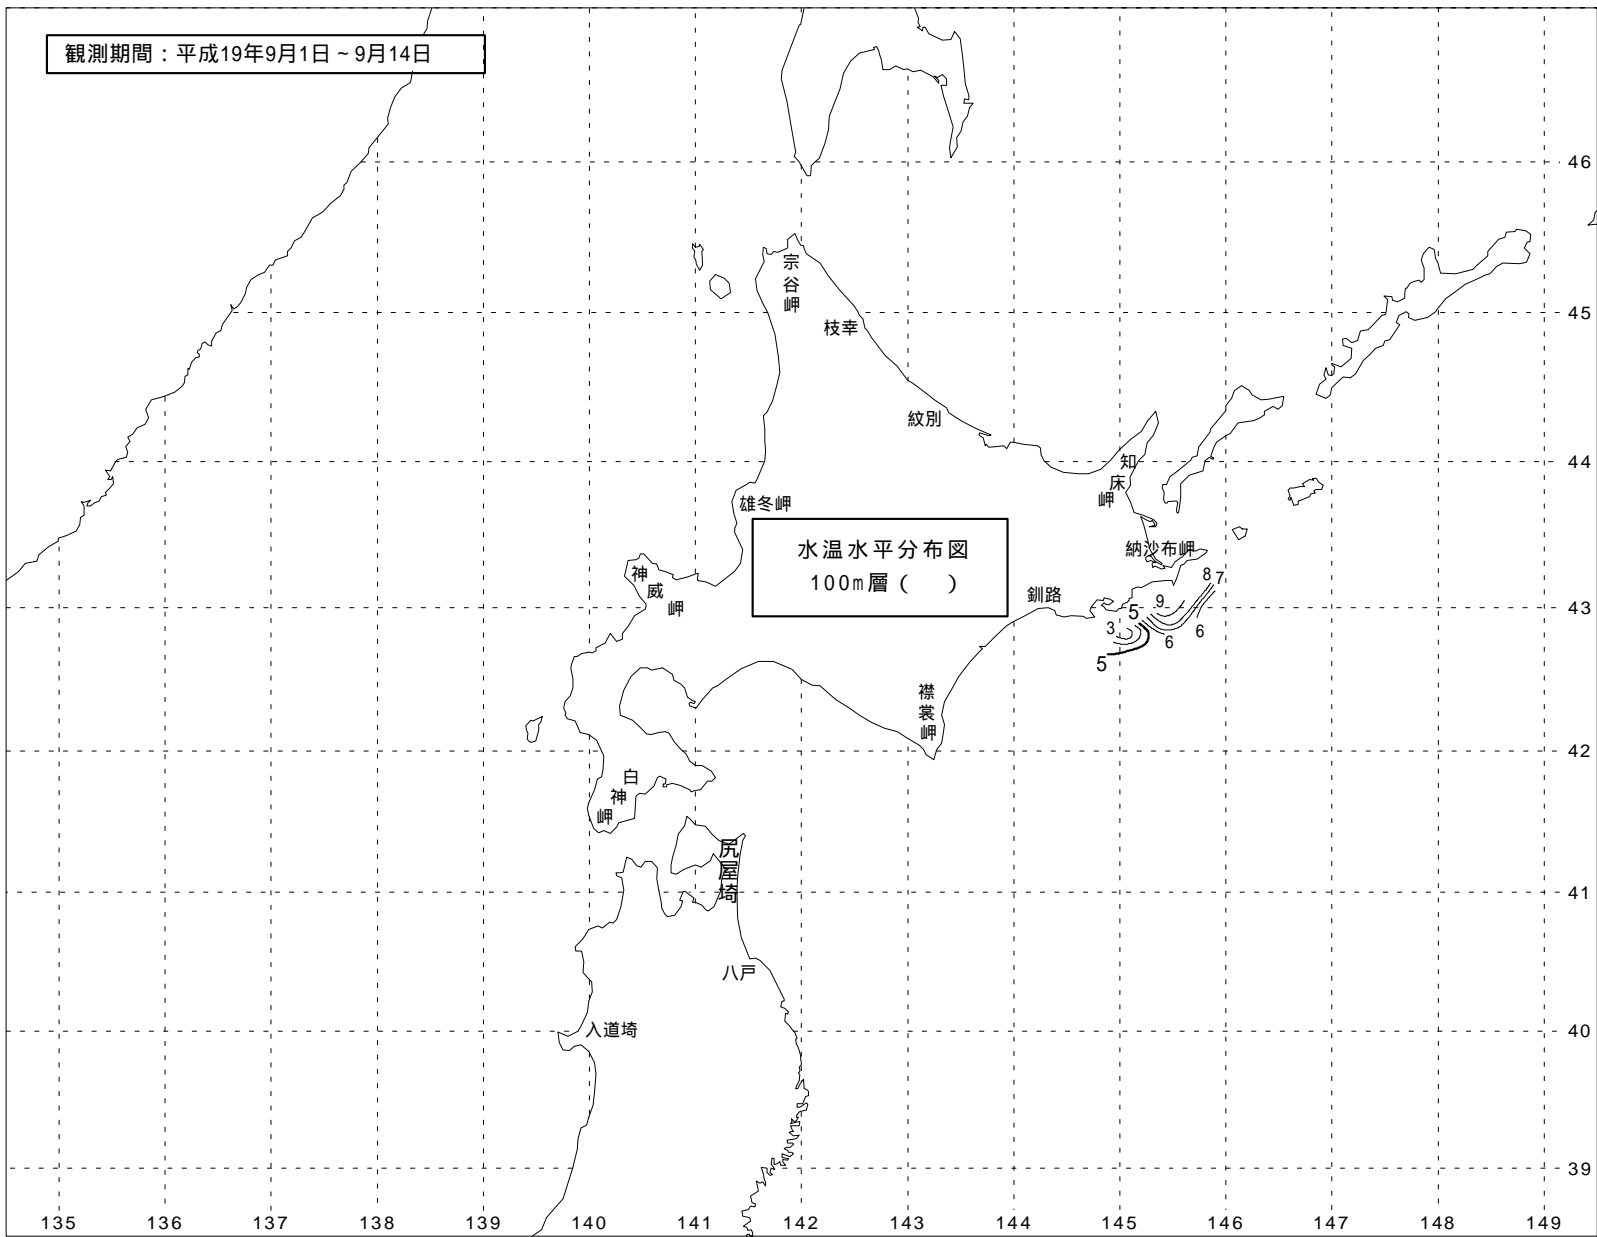 観測期間：平成19年9月1日～9月14日
46
宗谷岬
45
枝幸
紋別
44
知床岬
雄冬岬
水温水平分布図
100m層（　）
納沙布岬
神威岬
釧路
8 7
9
5
43
3
6
6
5
襟裳岬
42
白神岬
尻屋埼
41
八戸
入道埼
40
39
135 136 137 138 139 140 141 142 143 144 145 146 147 148 149